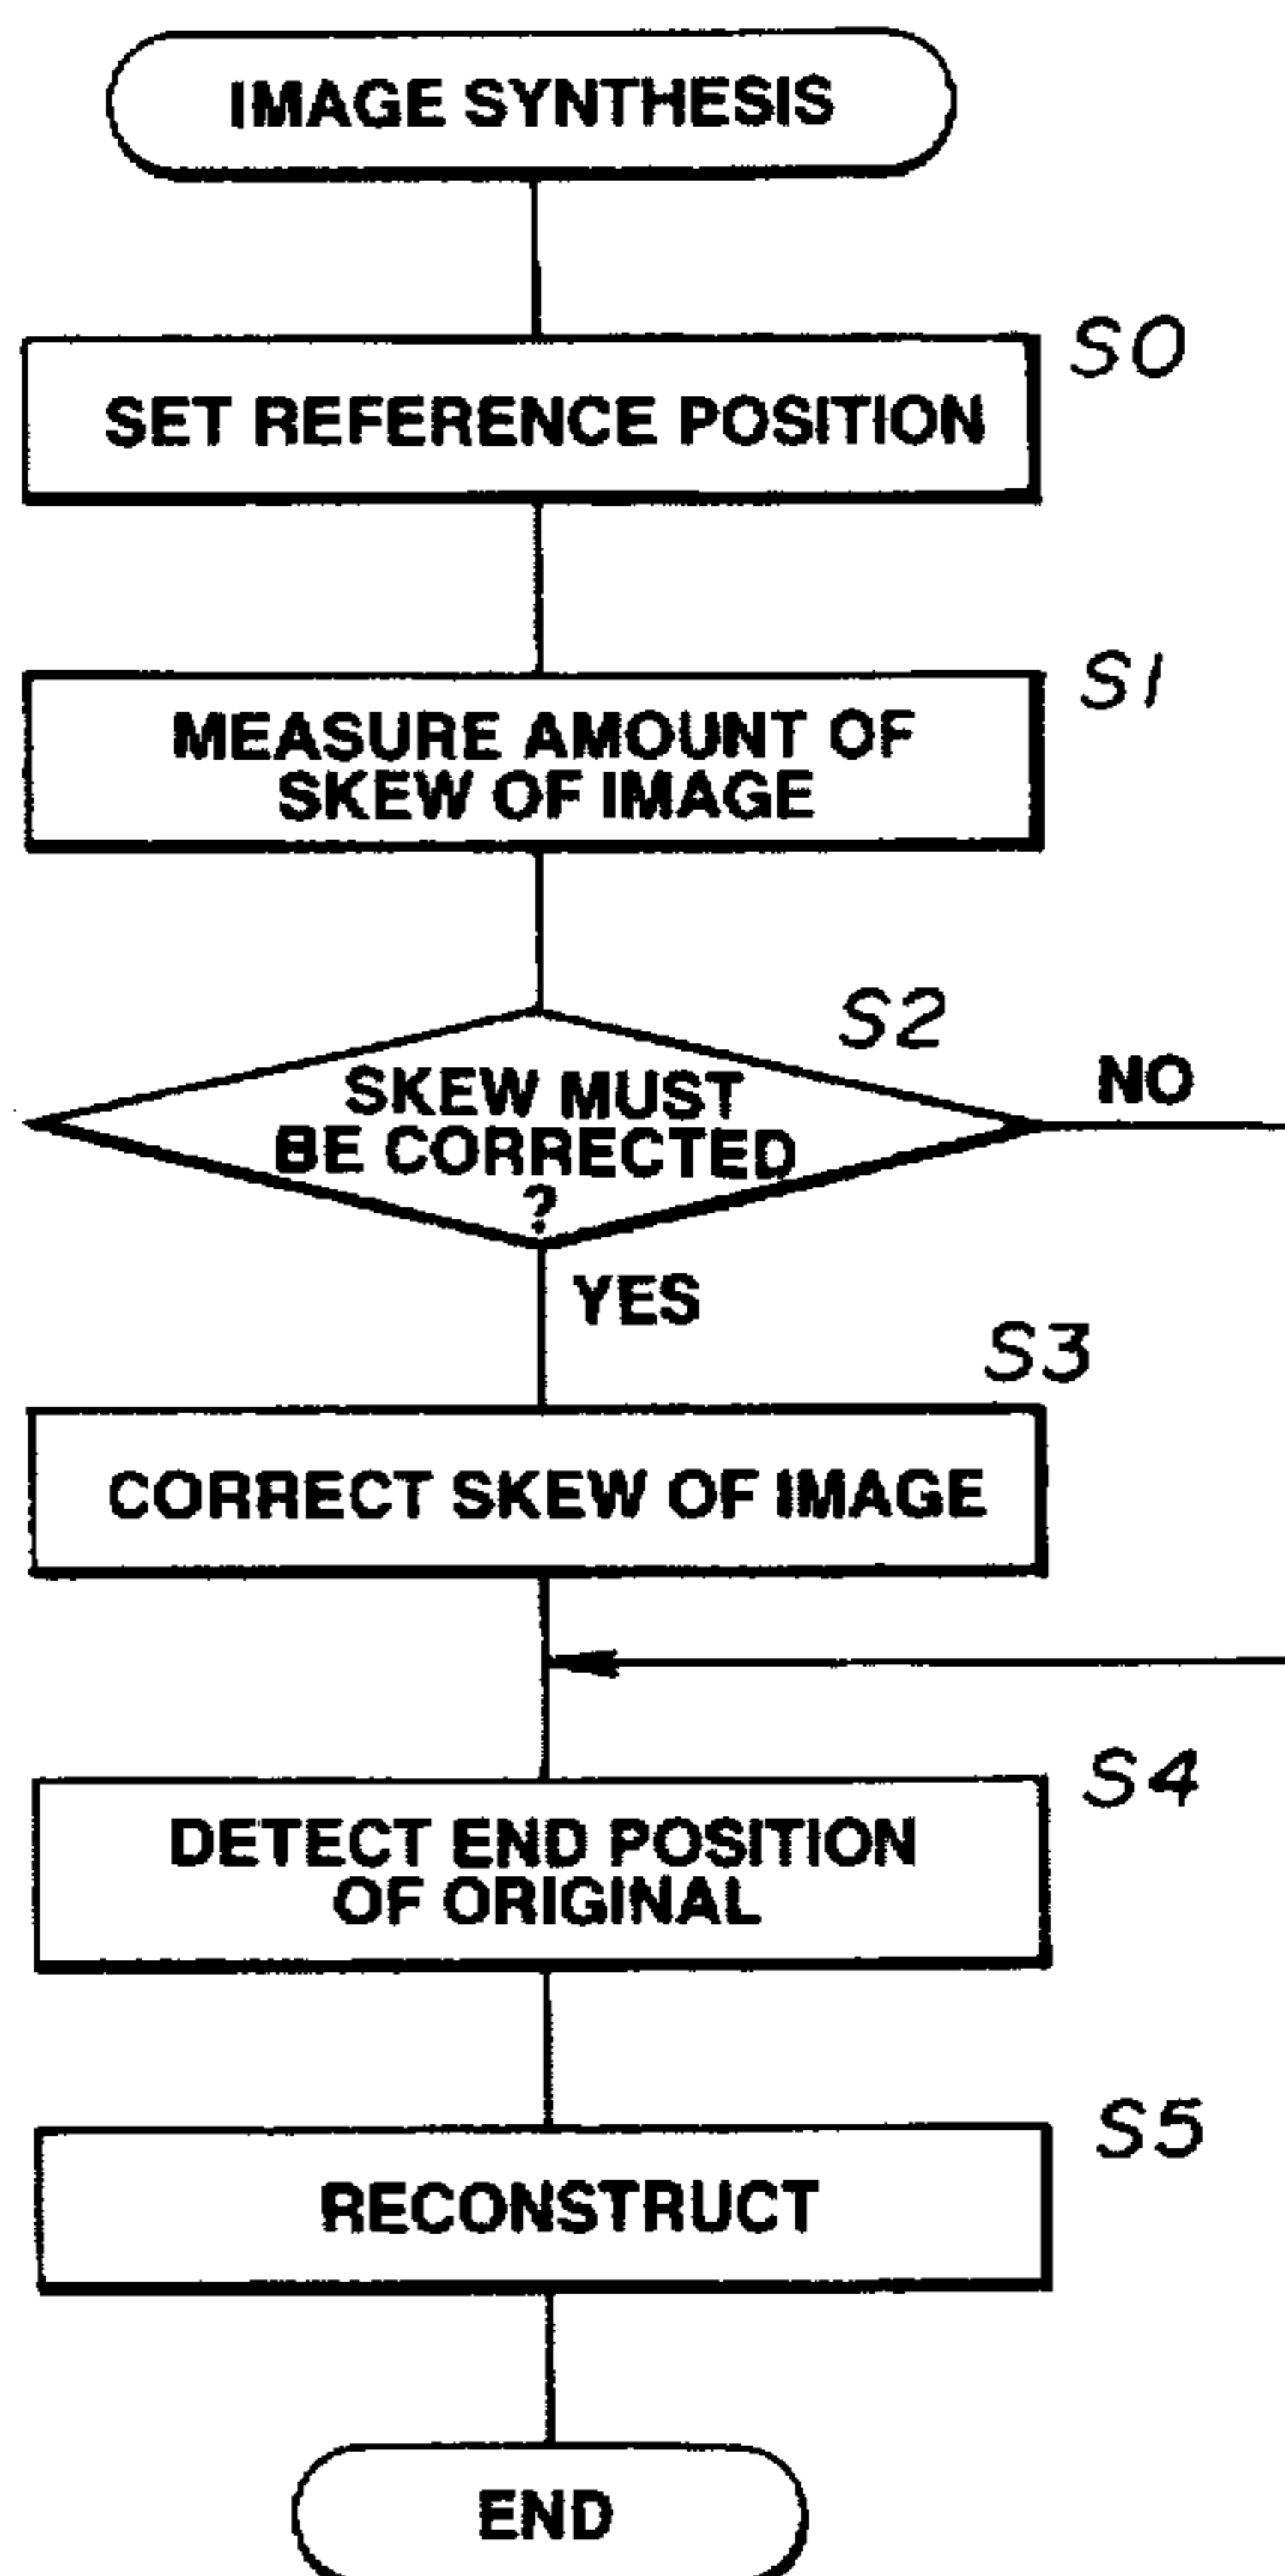 IMAGE SYNTHESIS
S0
SET REFERENCE POSITION
S1
MEASURE AMOUNT OF
SKEW OF IMAGE
S2
SKEW MUST
BE CORRECTED
?
NO
YES
S3
CORRECT SKEW OF IMAGE
S4
DETECT END POSITION
OF ORIGINAL
S5
RECONSTRUCT
END